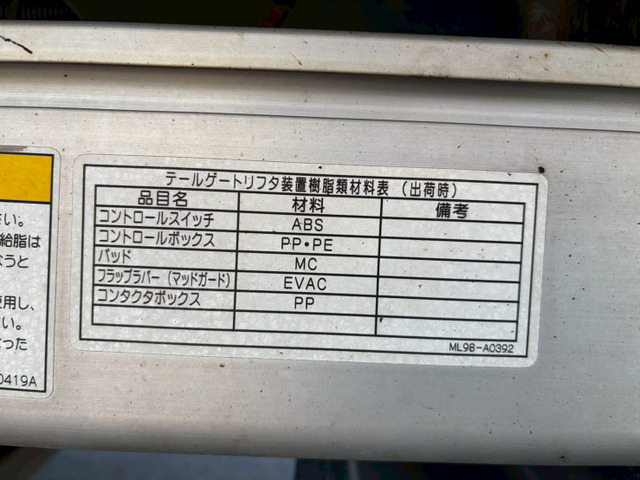 テールゲートリフタ装置樹脂類材料表（出荷時）
品目名 材料 備考
コントロールスイッチ ABS
コントロールボックス PP・PE
パッド MC
フラップラバー（マッドガード） EVAC
コンタクタボックス PP
ML98-A0392
さい。
給脂は
なうと
使用し、
い。
なった
0419A